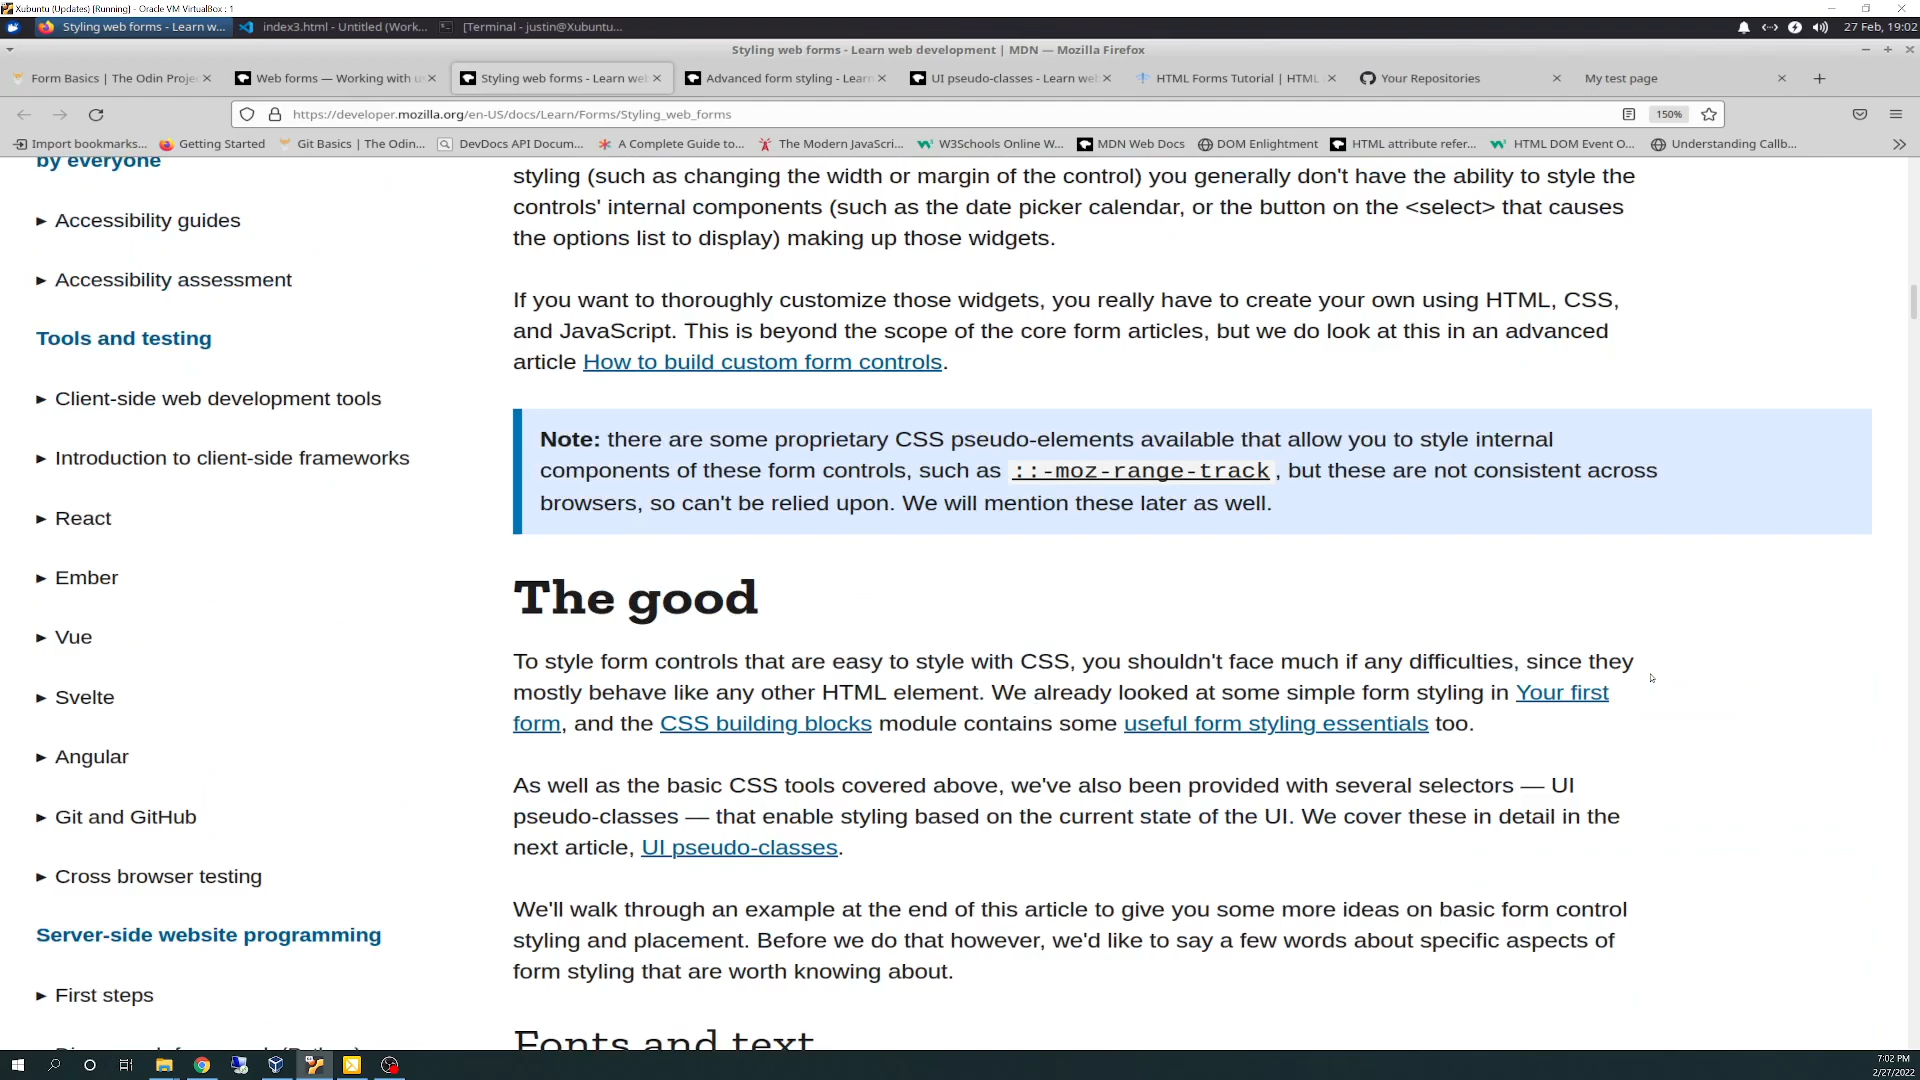 Xubuntu (Updates) [Running] - Oracle VM VirtualBox : 1
Styling web forms - Learn w...
index3.html - Untitled (Work...
[Terminal - justin@Xubuntu...
27 Feb, 19:02
Styling web forms - Learn web development | MDN — Mozilla Firefox
Form Basics | The Odin Proje
Web forms — Working with u
Styling web forms - Learn we
Advanced form styling - Learn
UI pseudo-classes - Learn we
HTML Forms Tutorial | HTML
Your Repositories
My test page
https://developer.mozilla.org/en-US/docs/Learn/Forms/Styling_web_forms
150%
Import bookmarks...
Getting Started
Git Basics | The Odin...
DevDocs API Docum...
A Complete Guide to...
The Modern JavaScri...
W3Schools Online W...
MDN Web Docs
DOM Enlightment
HTML attribute refer...
HTML DOM Event O...
Understanding Callb...
by everyone
Accessibility guides
Accessibility assessment
Tools and testing
Client-side web development tools
Introduction to client-side frameworks
React
Ember
Vue
Svelte
Angular
Git and GitHub
Cross browser testing
Server-side website programming
First steps
styling (such as changing the width or margin of the control) you generally don't have the ability to style the
controls' internal components (such as the date picker calendar, or the button on the <select> that causes
the options list to display) making up those widgets.
If you want to thoroughly customize those widgets, you really have to create your own using HTML, CSS,
and JavaScript. This is beyond the scope of the core form articles, but we do look at this in an advanced
article How to build custom form controls.
Note: there are some proprietary CSS pseudo-elements available that allow you to style internal
components of these form controls, such as ::-moz-range-track, but these are not consistent across
browsers, so can't be relied upon. We will mention these later as well.
The good
To style form controls that are easy to style with CSS, you shouldn't face much if any difficulties, since they
mostly behave like any other HTML element. We already looked at some simple form styling in Your first
form, and the CSS building blocks module contains some useful form styling essentials too.
As well as the basic CSS tools covered above, we've also been provided with several selectors — UI
pseudo-classes — that enable styling based on the current state of the UI. We cover these in detail in the
next article, UI pseudo-classes.
We'll walk through an example at the end of this article to give you some more ideas on basic form control
styling and placement. Before we do that however, we'd like to say a few words about specific aspects of
form styling that are worth knowing about.
Fonts and text
7:02 PM
2/27/2022